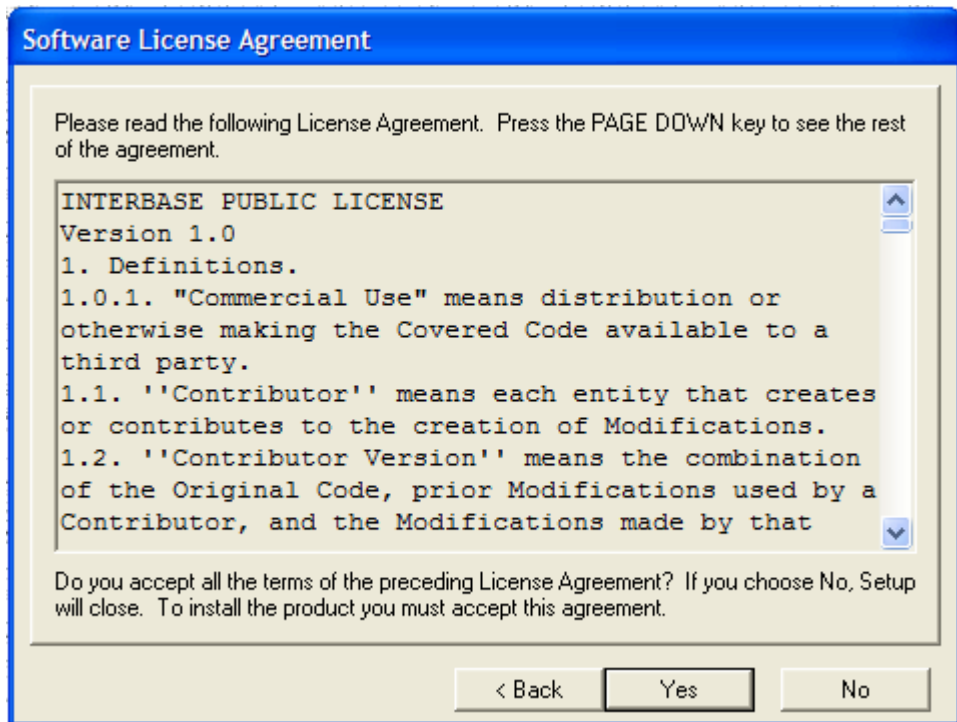 Software License Agreement
Please read the following License Agreement.  Press the PAGE DOWN key to see the rest
of the agreement.
INTERBASE PUBLIC LICENSE
Version 1.0
1. Definitions.
1.0.1. "Commercial Use" means distribution or
otherwise making the Covered Code available to a
third party.
1.1. ''Contributor'' means each entity that creates
or contributes to the creation of Modifications.
1.2. ''Contributor Version'' means the combination
of the Original Code, prior Modifications used by a
Contributor, and the Modifications made by that
Do you accept all the terms of the preceding License Agreement?  If you choose No, Setup
will close.  To install the product you must accept this agreement.
< Back Yes No